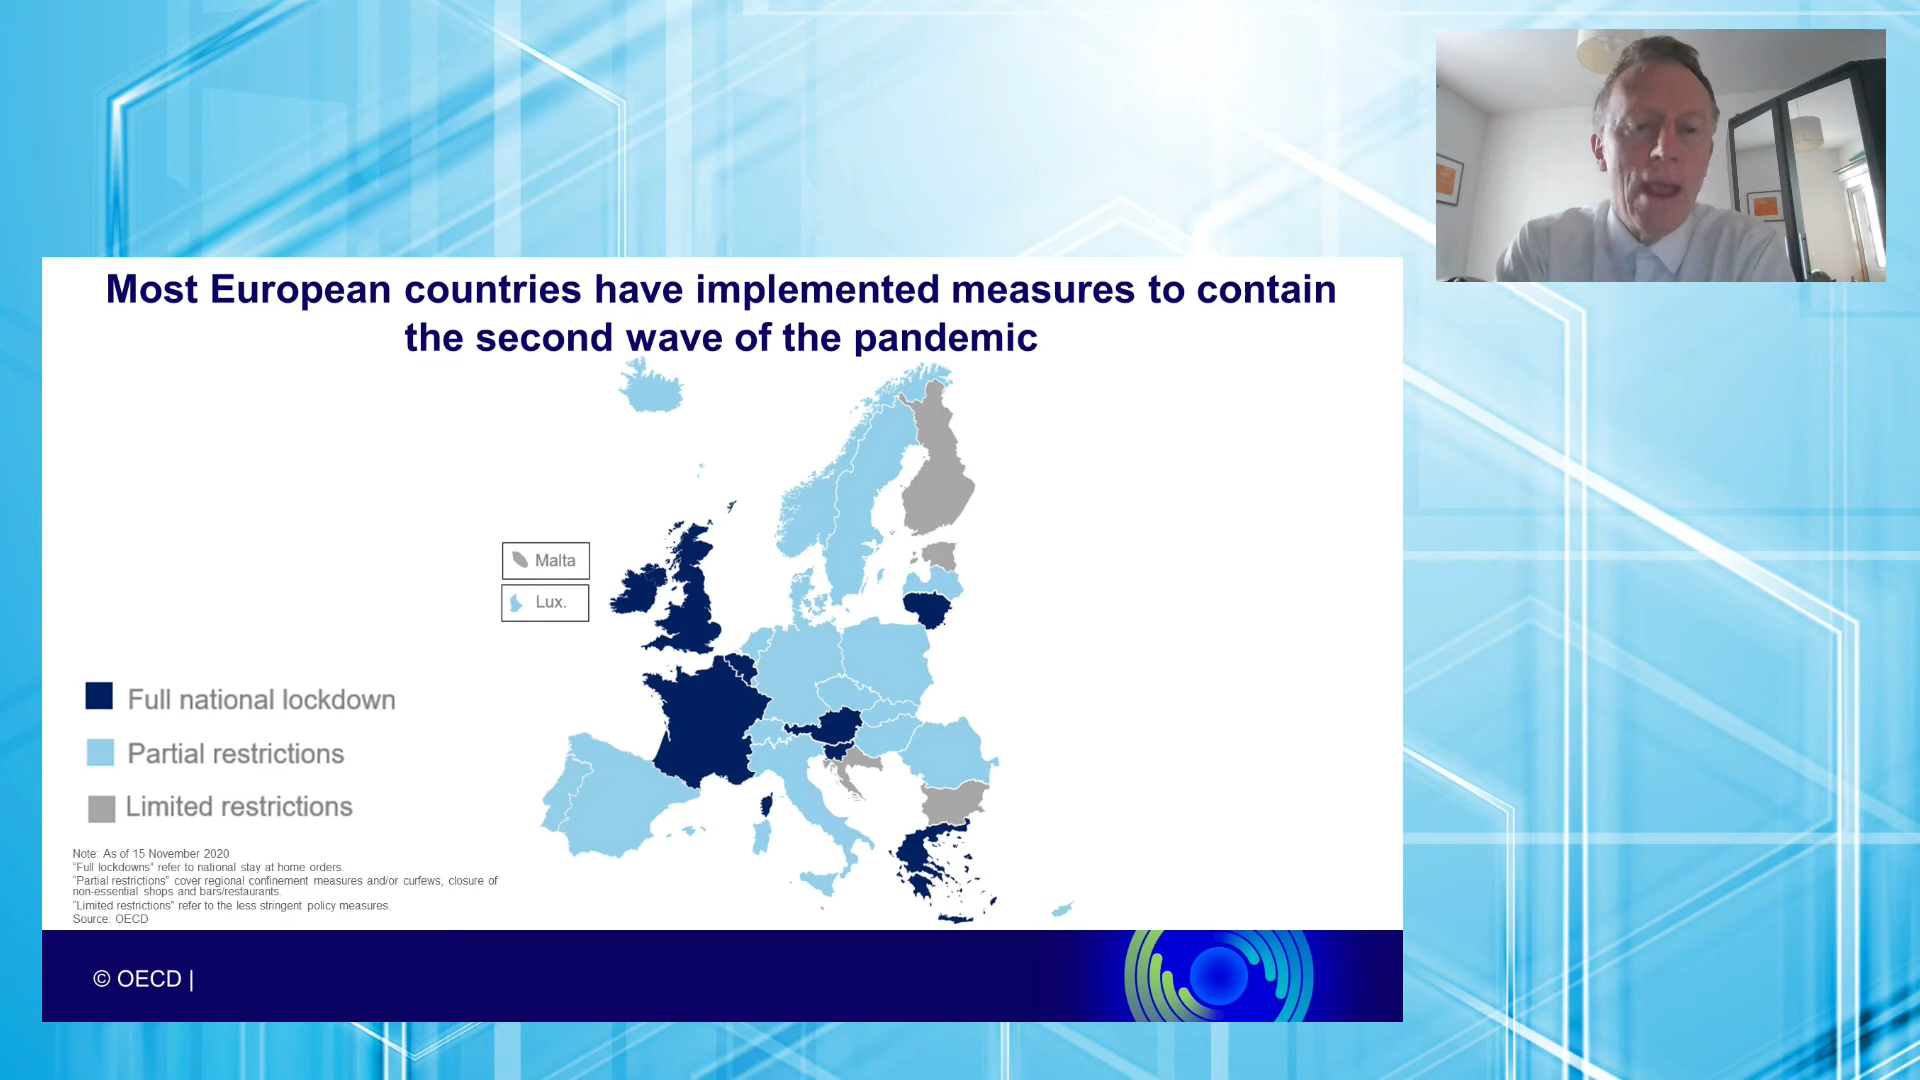 Most European countries have implemented measures to contain
the second wave of the pandemic
Malta
Lux.
Full national lockdown
Partial restrictions
Limited restrictions
Note: As of 15 November 2020
"Full lockdowns" refer to national stay at home orders.
"Partial restrictions" cover regional confinement measures and/or curfews, closure of
non-essential shops and bars/restaurants.
"Limited restrictions" refer to the less stringent policy measures.
Source: OECD
© OECD |